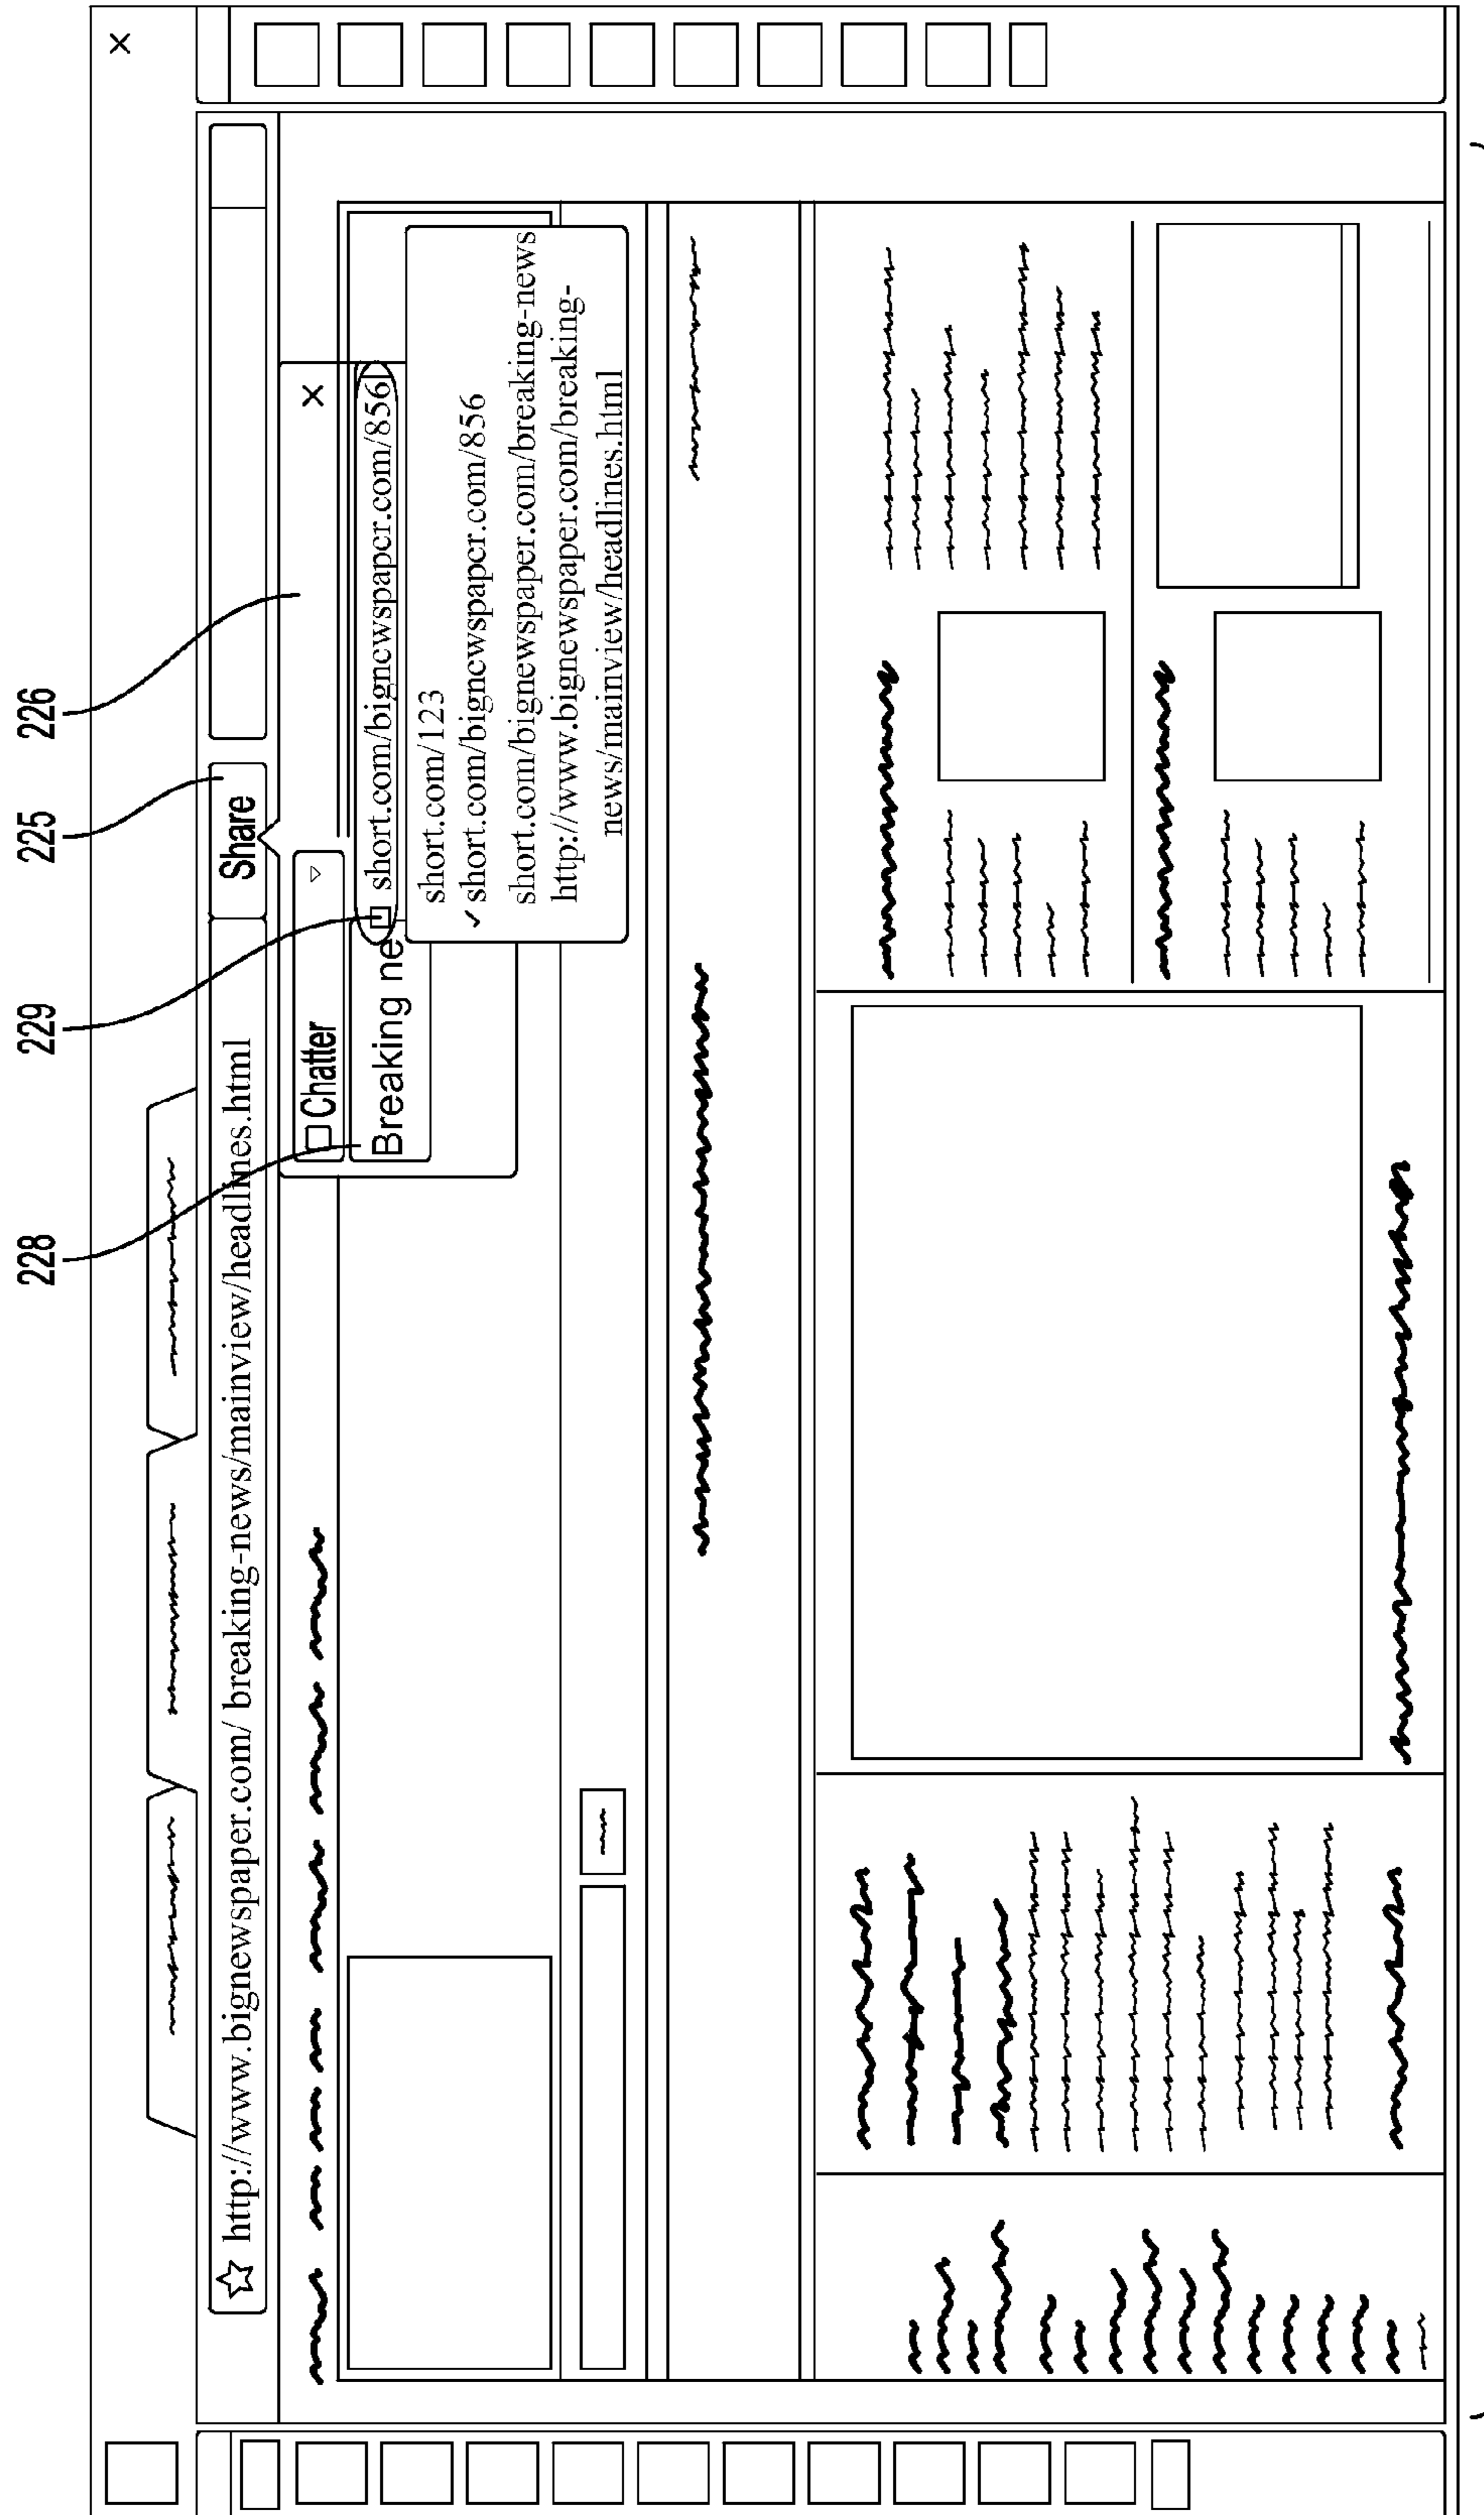 228
229
225
226
☆ http://www.bignewspaper.com/ breaking-news/mainview/headlines.html
Share
Chatter
Breaking ne
short.com/bignewspaper.com/856
short.com/123
✓ short.com/bignewspaper.com/856
short.com/bignewspaper.com/breaking-news
http://www.bignewspaper.com/breaking-
news/mainview/headlines.html